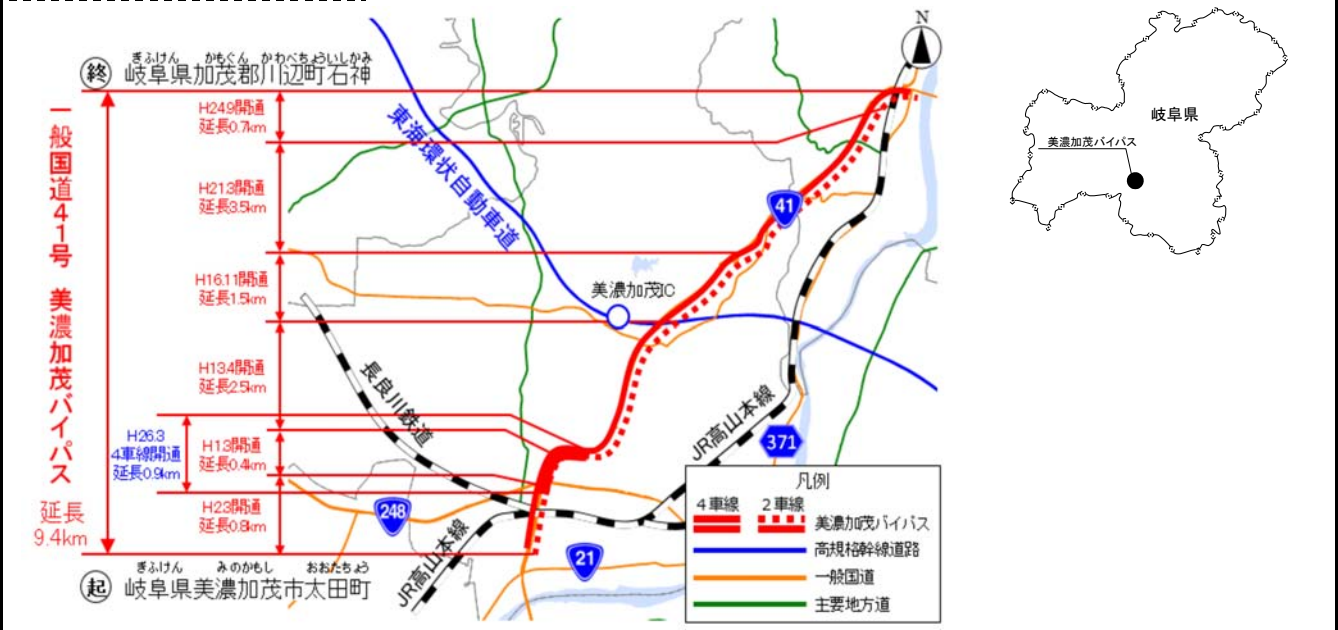 ぎふけん かもぐん かわべちょういしかみ
終 岐阜県加茂郡川辺町石神
一般国道41号 美濃加茂バイパス
延長
9.4km
H24.9開通
延長0.7km
H21.3開通
延長3.5km
H16.11開通
延長1.5km
H13.4開通
延長2.5km
H26.3
4車線開通
延長0.9km
H13開通
延長0.4km
H23開通
延長0.8km
ぎふけん みのかもし おおたちょう
起 岐阜県美濃加茂市太田町
東海環状自動車道
美濃加茂IC
長良川鉄道
JR高山本線
JR高山本線
41
371
248
21
N
凡例
4車線 2車線
美濃加茂バイパス
高規格幹線道路
一般国道
主要地方道
岐阜県
美濃加茂バイパス